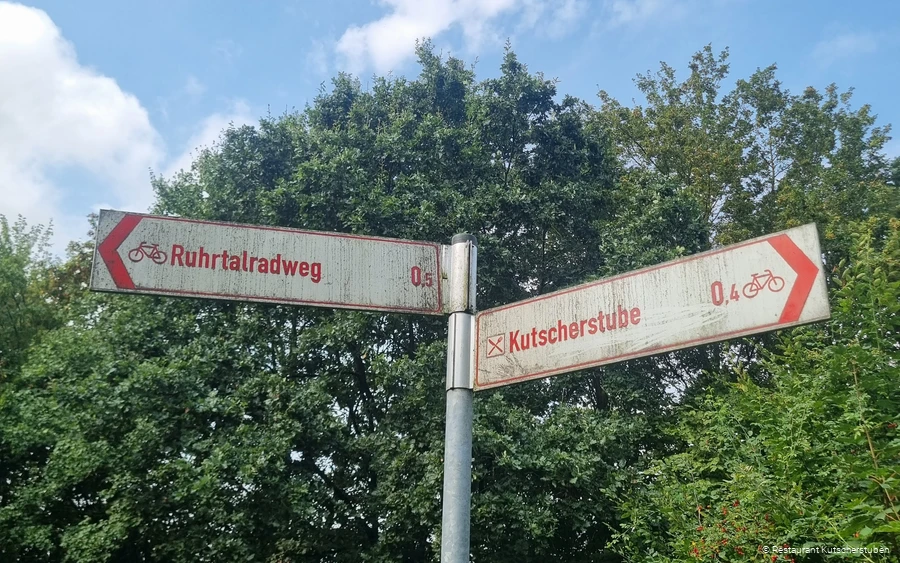 Ruhrtalradweg 0,5
Kutscherstube 0,4
© Restaurant Kutscherstuben